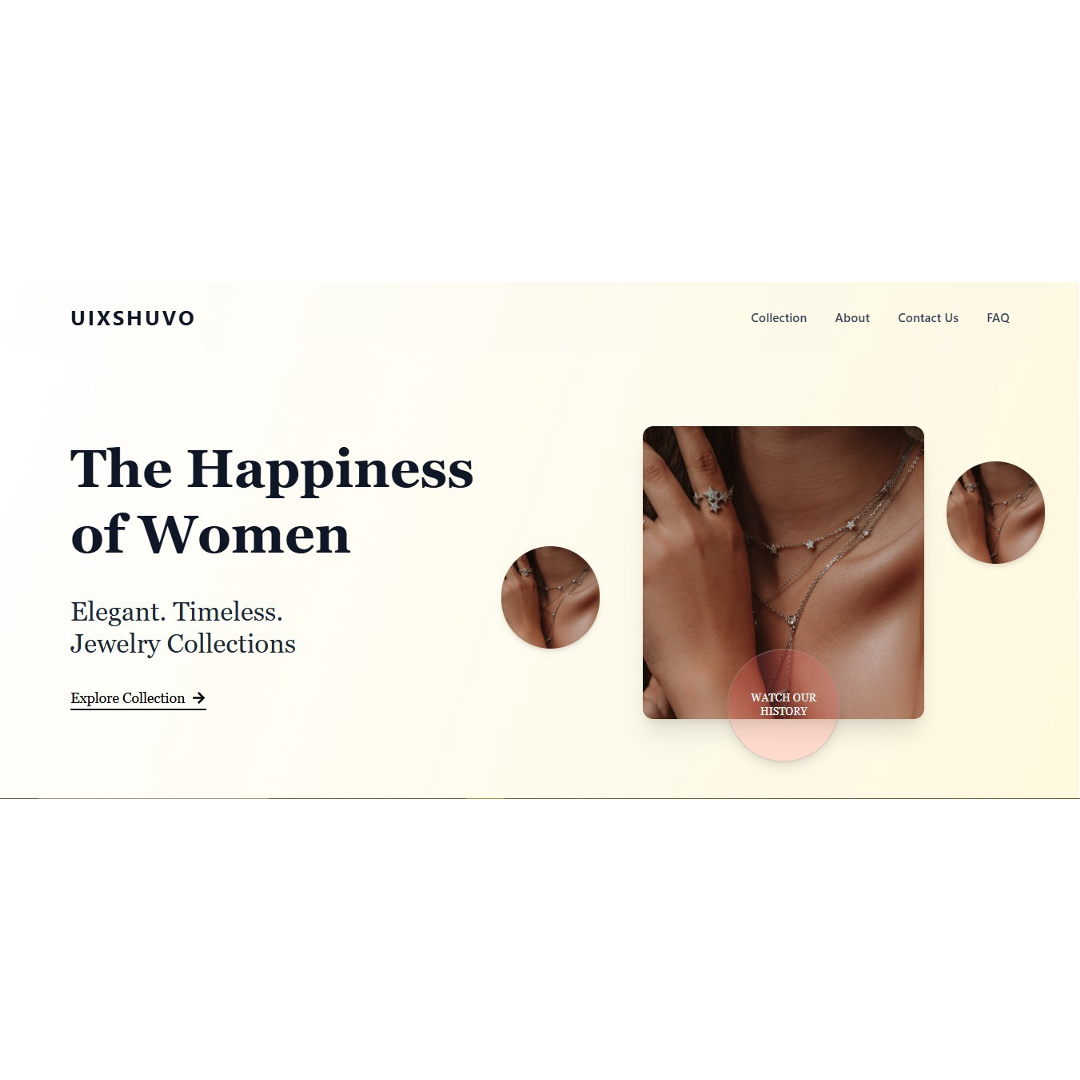 UIXSHUVO
Collection About Contact Us FAQ
The Happiness
of Women
Elegant. Timeless.
Jewelry Collections
Explore Collection →
WATCH OUR
HISTORY